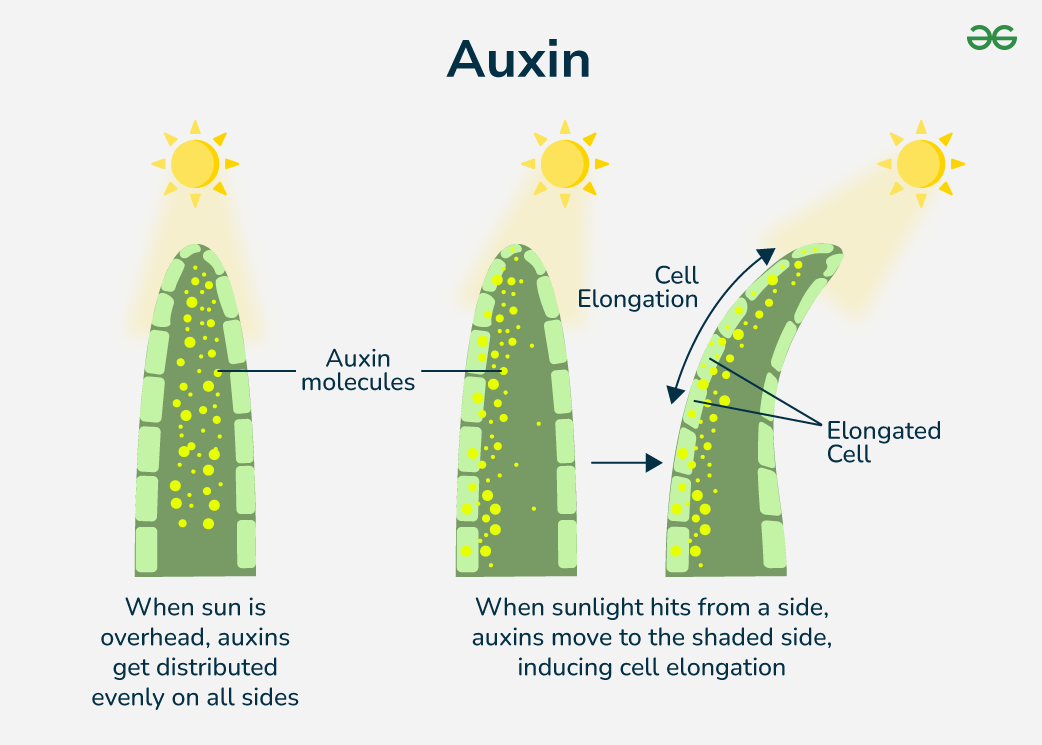 Auxin
Cell
Elongation
Auxin
molecules
Elongated
Cell
When sun is
overhead, auxins
get distributed
evenly on all sides
When sunlight hits from a side,
auxins move to the shaded side,
inducing cell elongation